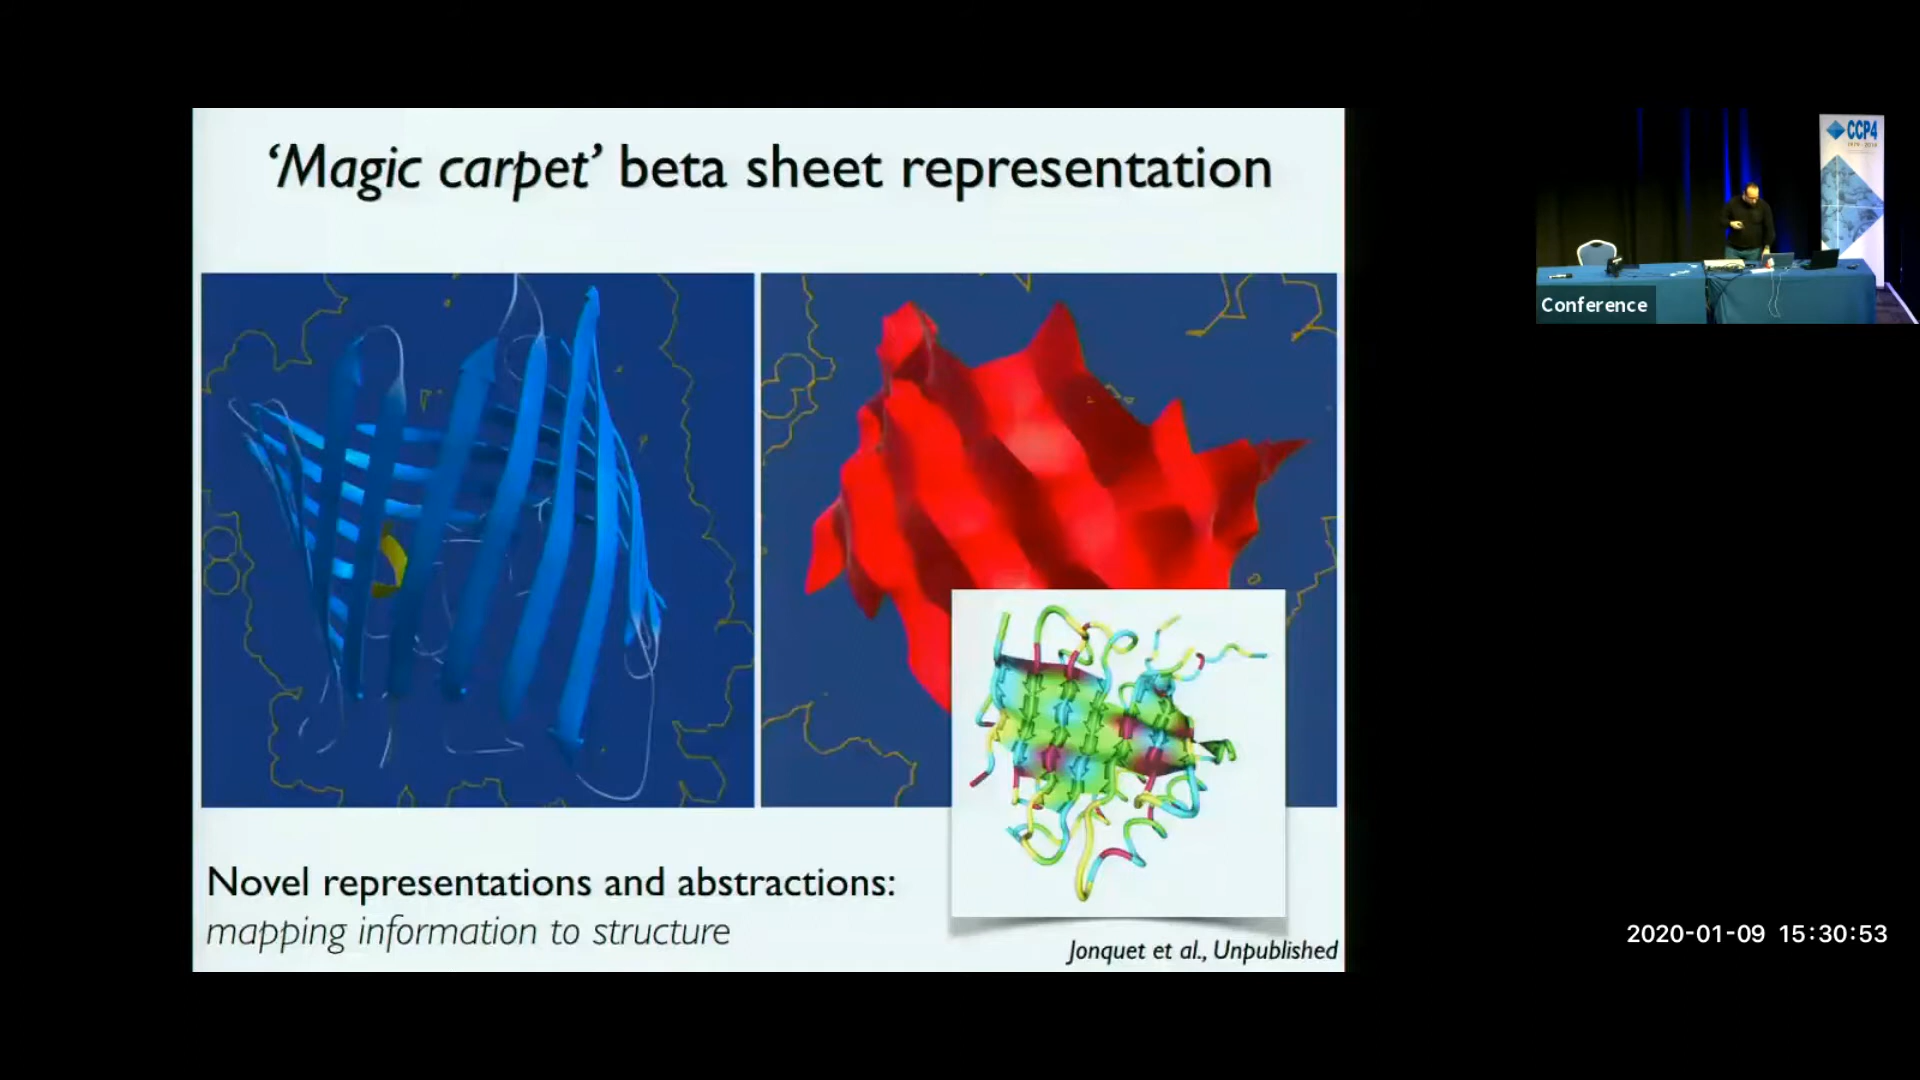 ‘Magic carpet’ beta sheet representation
Novel representations and abstractions:
mapping information to structure
Jonquet et al., Unpublished
CCP4
Conference
2020-01-09 15:30:53